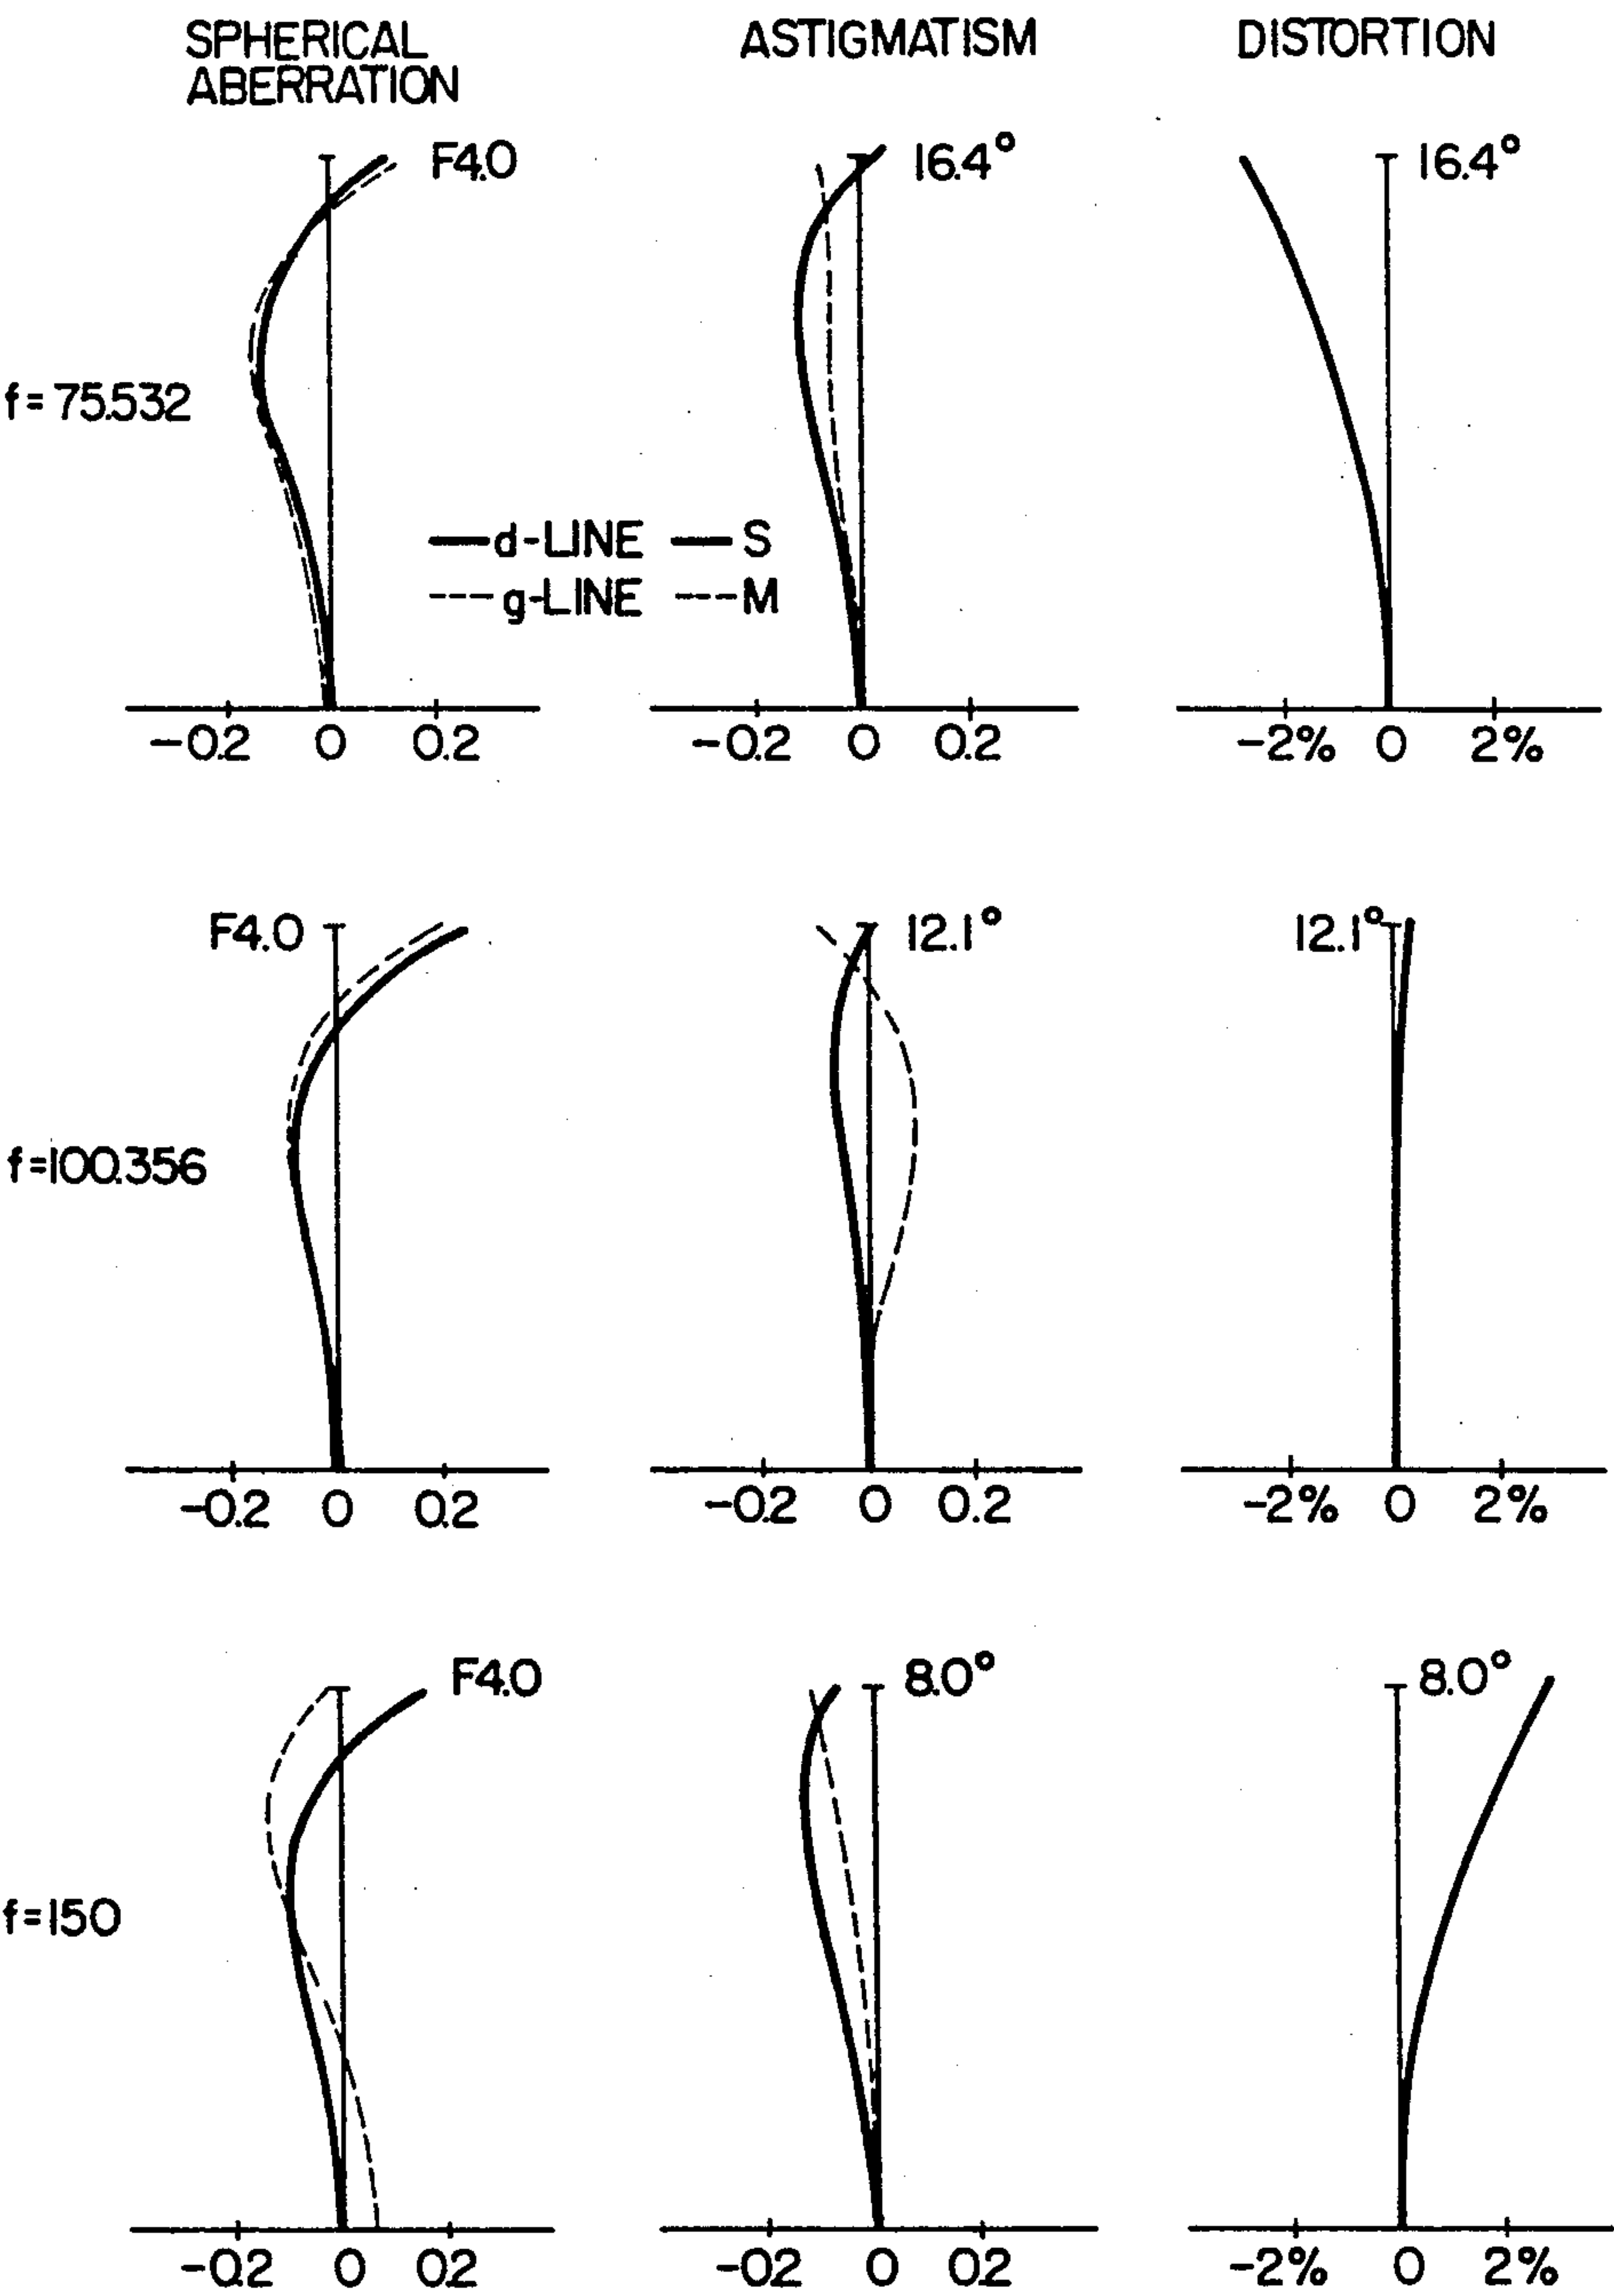 SPHERICAL ABERRATION
ASTIGMATISM
DISTORTION
F4.0
16.4°
16.4°
f=75.532
d-LINE S
g-LINE M
-0.2 0 0.2
-0.2 0 0.2
-2% 0 2%
F4.0
12.1°
12.1°
f=100.356
-0.2 0 0.2
-0.2 0 0.2
-2% 0 2%
F4.0
8.0°
8.0°
f=150
-0.2 0 0.2
-0.2 0 0.2
-2% 0 2%